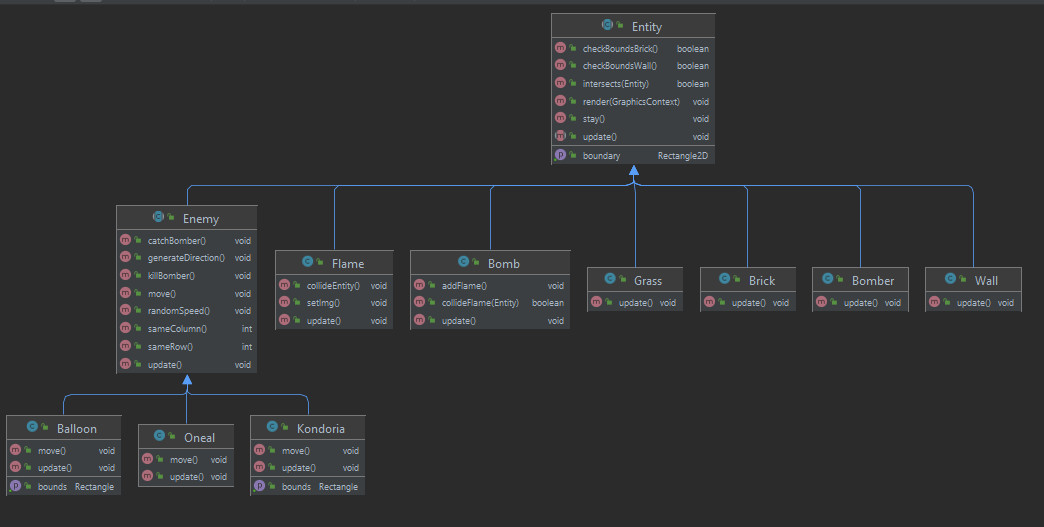 Entity
checkBoundsBrick() boolean
checkBoundsWall() boolean
intersects(Entity) boolean
render(GraphicsContext) void
stay() void
update() void
boundary Rectangle2D
Enemy
catchBomber() void
generateDirection() void
killBomber() void
move() void
randomSpeed() void
sameColumn() int
sameRow() int
update() void
Flame
collideEntity() void
setImg() void
update() void
Bomb
addFlame() void
collideFlame(Entity) boolean
update() void
Grass
update() void
Brick
update() void
Bomber
update() void
Wall
update() void
Balloon
move() void
update() void
bounds Rectangle
Oneal
move() void
update() void
Kondoria
move() void
update() void
bounds Rectangle